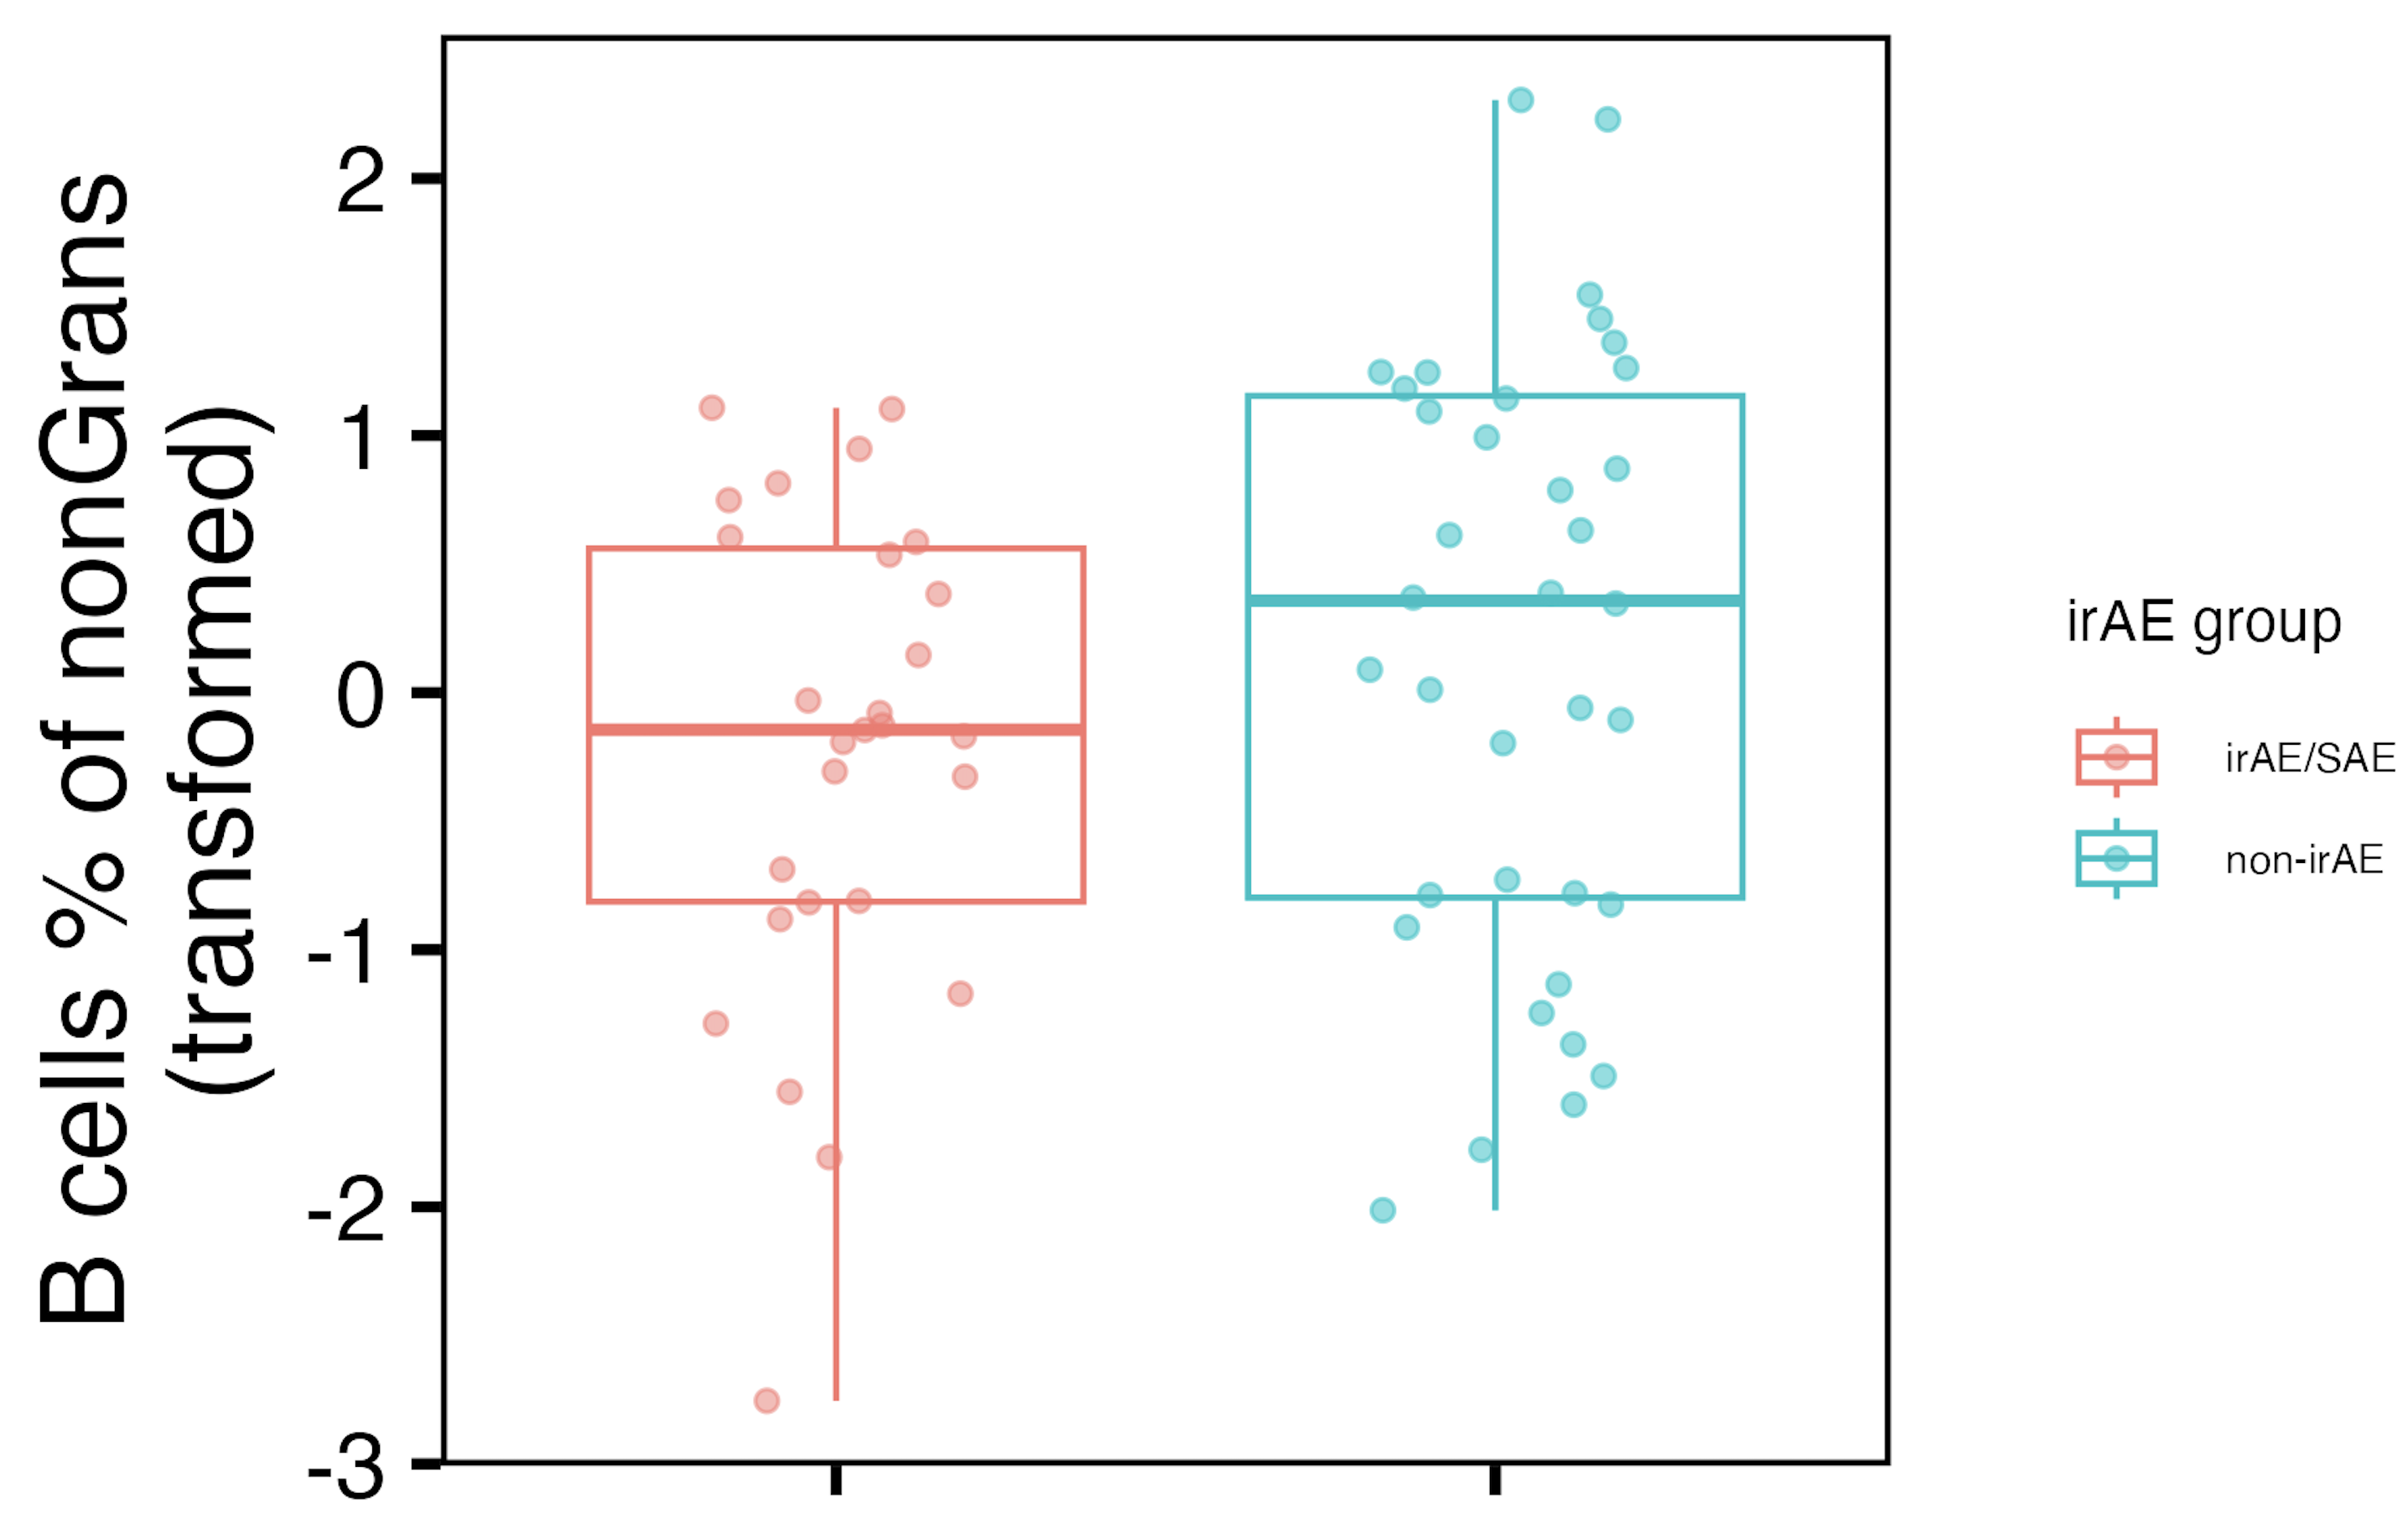 B cells % of nonGrans
(transformed)
2
1
0
-1
-2
-3
irAE group
irAE/SAE
non-irAE